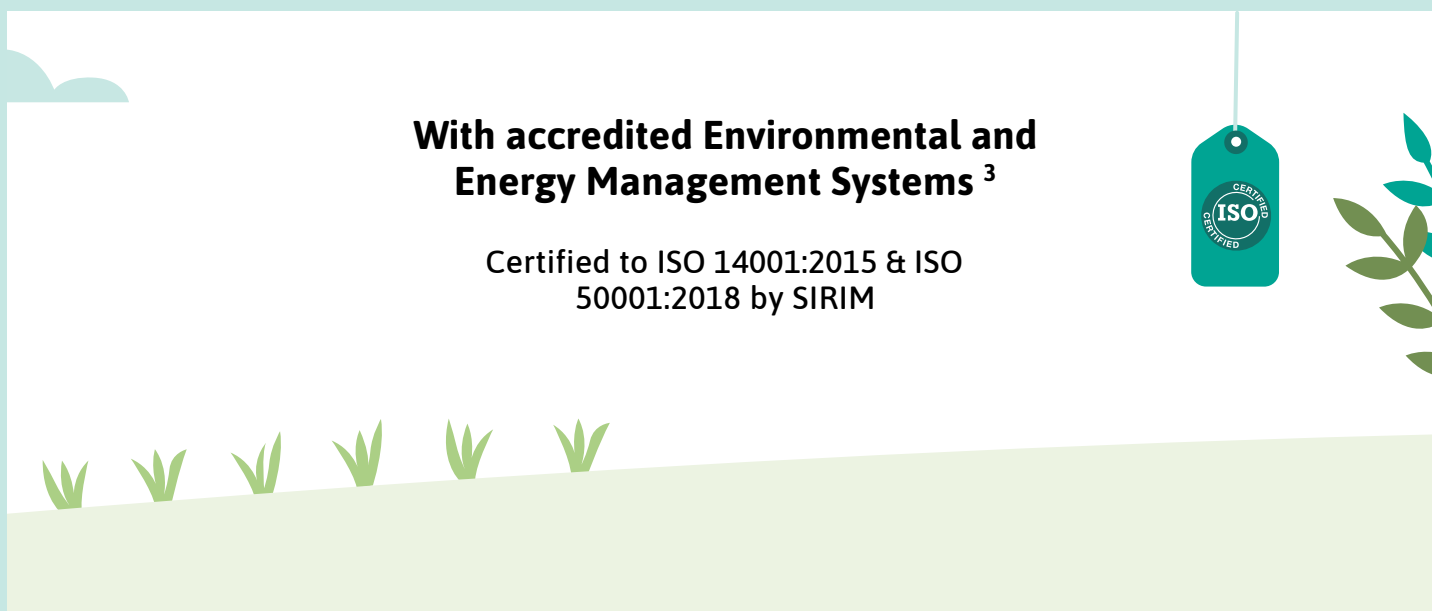 With accredited Environmental and
Energy Management Systems ³
Certified to ISO 14001:2015 & ISO
50001:2018 by SIRIM
CERTIFIED
ISO
CERTIFIED